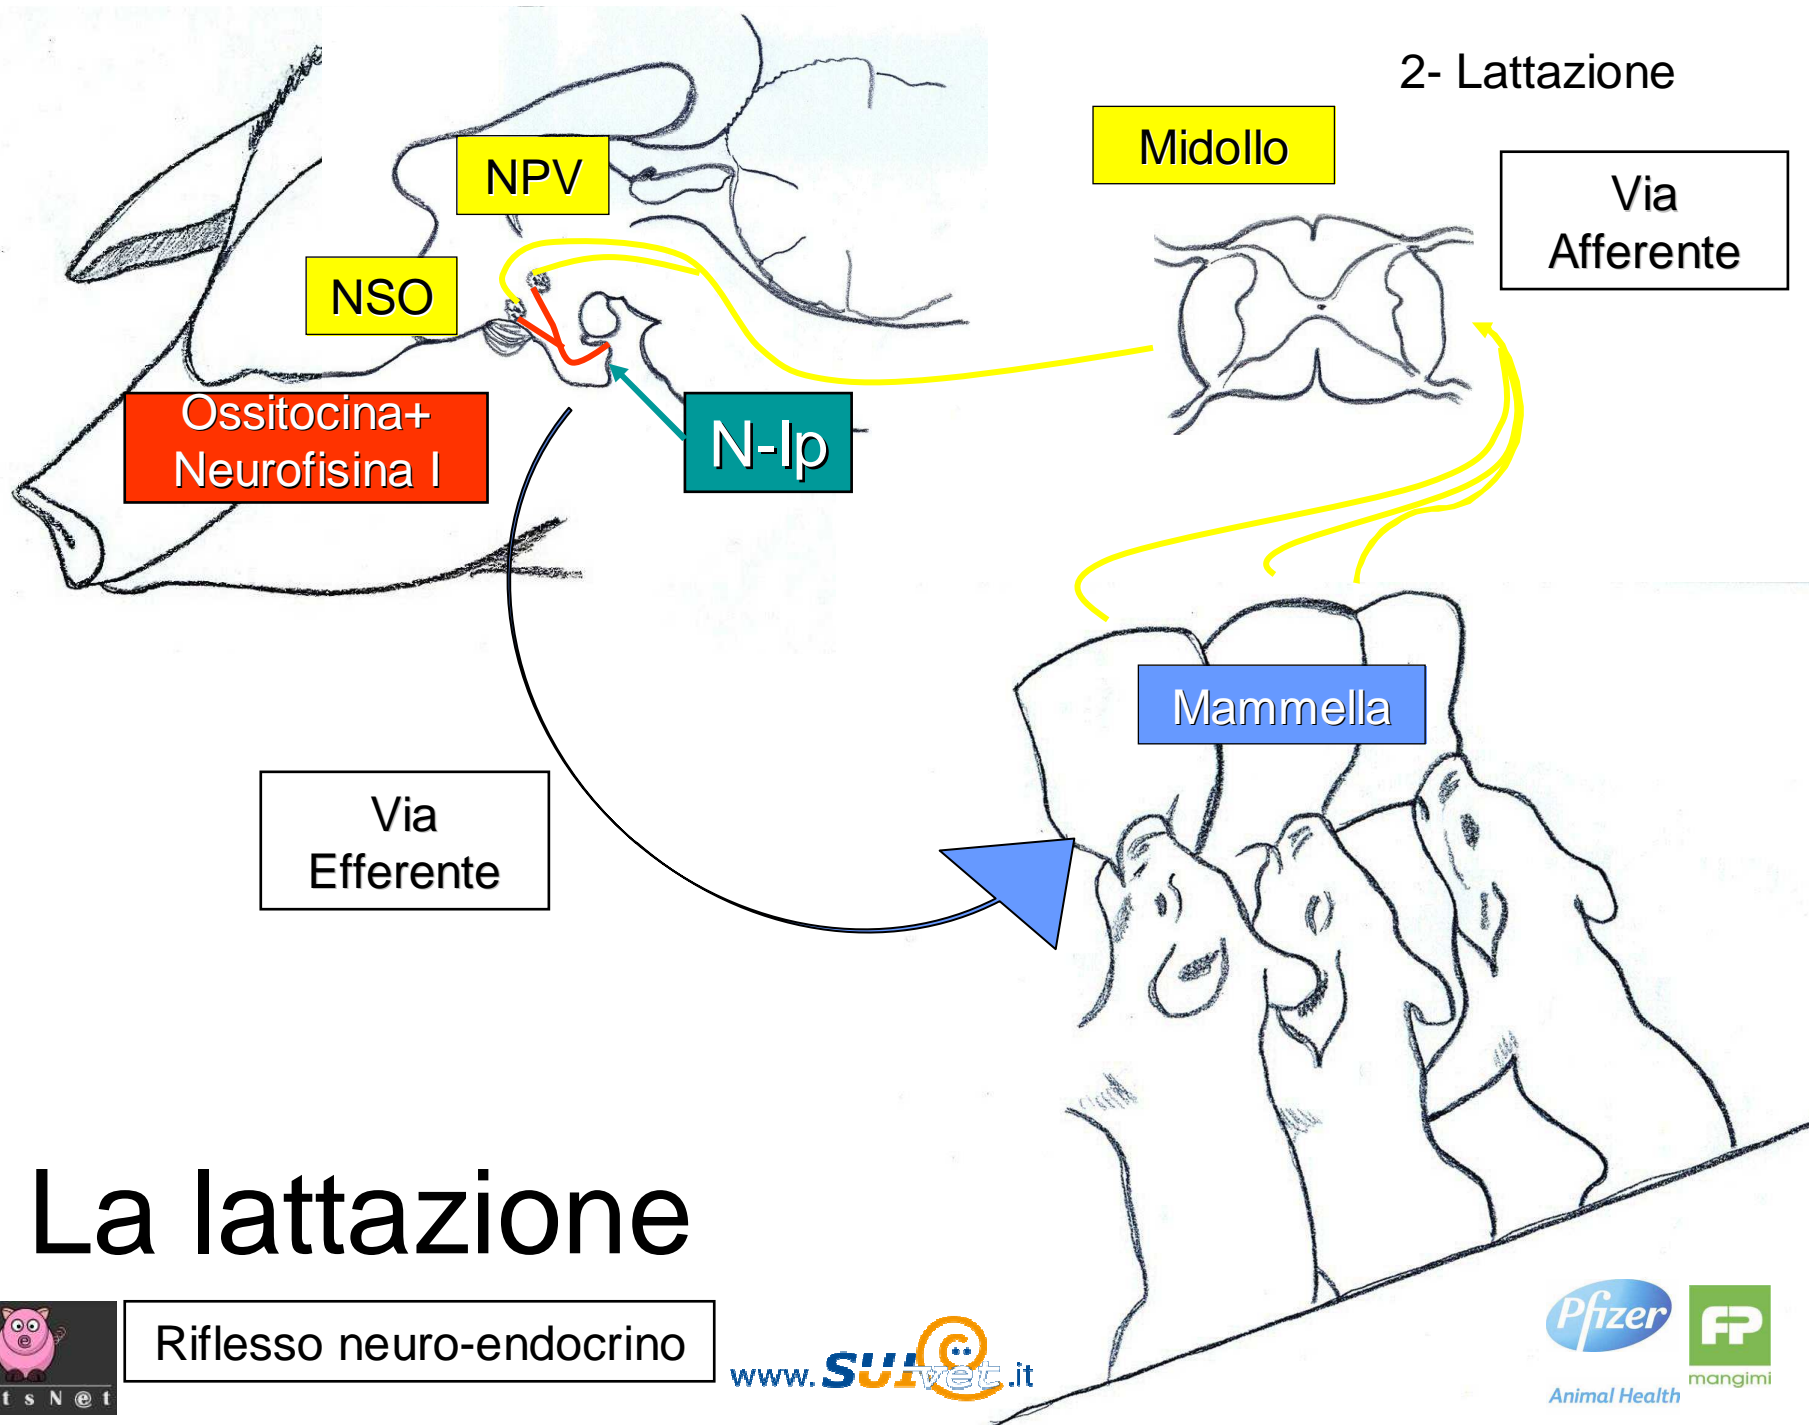 2- Lattazione
Midollo
Via
Afferente
NPV
NSO
Ossitocina+
Neurofisina I
N-Ip
Mammella
Via
Efferente
La lattazione
Riflesso neuro-endocrino
t s N @ t
www.SUIvet.it
Pfizer
Animal Health
FP
mangimi